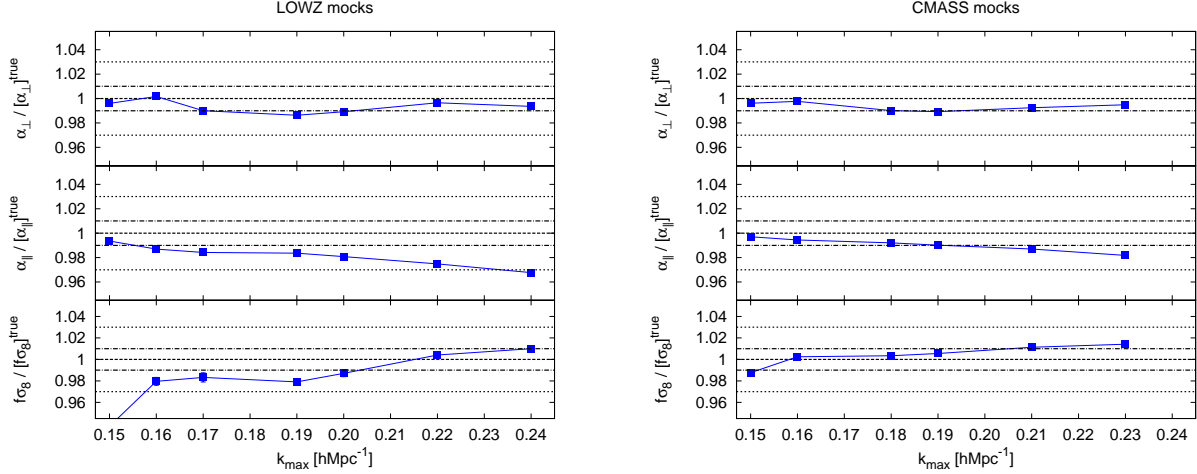 LOWZ mocks
α⊥ / [α⊥]^true
1.04
1.02
1
0.98
0.96
α∥ / [α∥]^true
1.04
1.02
1
0.98
0.96
fσ8 / [fσ8]^true
1.04
1.02
1
0.98
0.96
0.15 0.16 0.17 0.18 0.19 0.20 0.21 0.22 0.23 0.24
kmax [hMpc⁻¹]
CMASS mocks
α⊥ / [α⊥]^true
1.04
1.02
1
0.98
0.96
α∥ / [α∥]^true
1.04
1.02
1
0.98
0.96
fσ8 / [fσ8]^true
1.04
1.02
1
0.98
0.96
0.15 0.16 0.17 0.18 0.19 0.20 0.21 0.22 0.23 0.24
kmax [hMpc⁻¹]